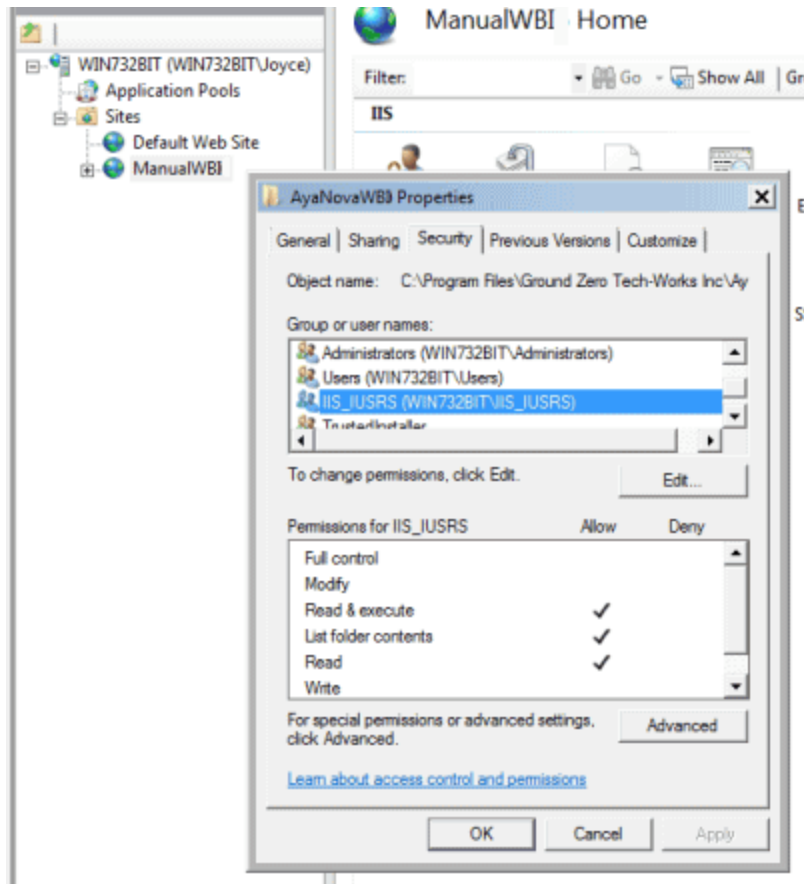 ManualWBI Home
WIN732BIT (WIN732BIT\Joyce)
Application Pools
Sites
Default Web Site
ManualWBI
Filter:
Go
Show All
Gr
IIS
AyaNovaWBI Properties
General
Sharing
Security
Previous Versions
Customize
Object name: C:\Program Files\Ground Zero Tech-Works Inc\Ay
Group or user names:
Administrators (WIN732BIT\Administrators)
Users (WIN732BIT\Users)
IIS_IUSRS (WIN732BIT\IIS_IUSRS)
TrustedInstaller
To change permissions, click Edit.
Edit...
Permissions for IIS_IUSRS Allow Deny
Full control
Modify
Read & execute
List folder contents
Read
Write
For special permissions or advanced settings,
click Advanced.
Advanced
Learn about access control and permissions
OK
Cancel
Apply